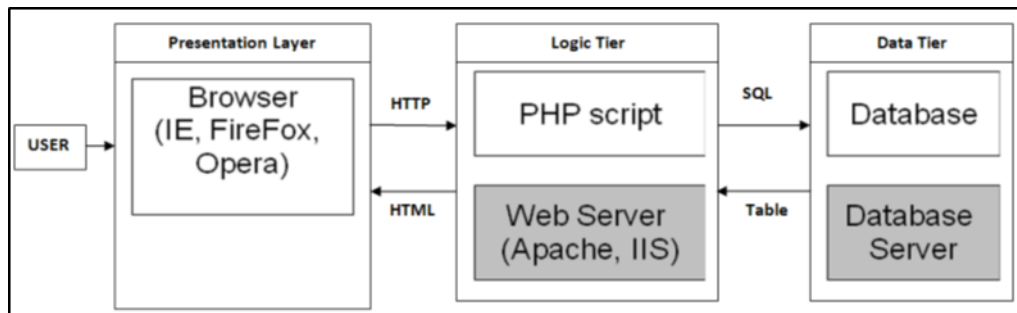 Presentation Layer
Logic Tier
Data Tier
Browser
(IE, FireFox,
Opera)
HTTP
PHP script
SQL
Database
USER
HTML
Web Server
(Apache, IIS)
Table
Database
Server